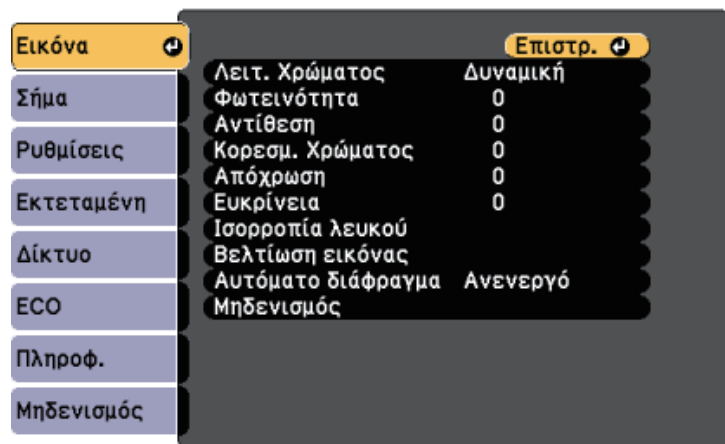 Εικόνα
Σήμα
Ρυθμίσεις
Εκτεταμένη
Δίκτυο
ECO
Πληροφ.
Μηδενισμός
Επιστρ.
Λειτ. Χρώματος Δυναμική
Φωτεινότητα 0
Αντίθεση 0
Κορεσμ. Χρώματος 0
Απόχρωση 0
Ευκρίνεια 0
Ισορροπία λευκού
Βελτίωση εικόνας
Αυτόματο διάφραγμα Ανενεργό
Μηδενισμός